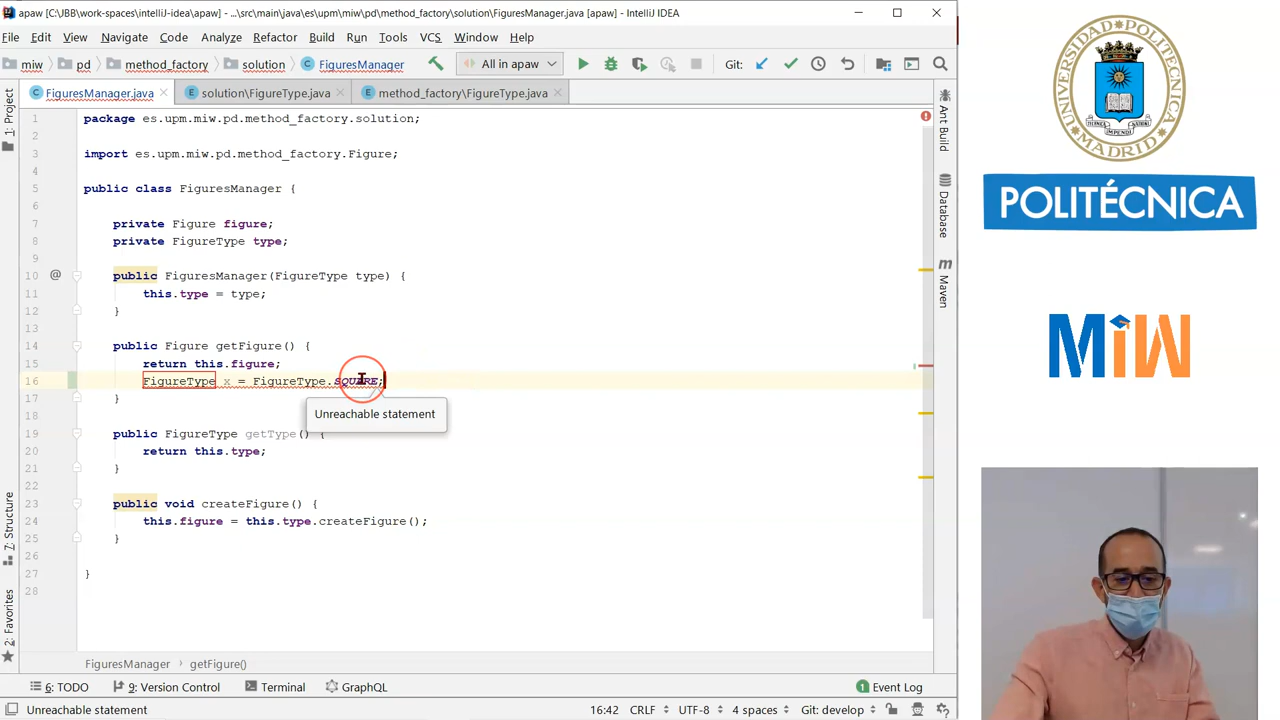 apaw [C:\JBB\work-spaces\intelliJ-idea\apaw] - ...\src\main\java\es\upm\miw\pd\method_factory\solution\FiguresManager.java [apaw] - IntelliJ IDEA
File Edit View Navigate Code Analyze Refactor Build Run Tools VCS Window Help
miw pd method_factory solution FiguresManager All in apaw Git:
FiguresManager.java solution\FigureType.java method_factory\FigureType.java
1: Project
Ant Build
Database
Maven
7: Structure
2: Favorites
1 package es.upm.miw.pd.method_factory.solution;
2
3 import es.upm.miw.pd.method_factory.Figure;
4
5 public class FiguresManager {
6
7 private Figure figure;
8 private FigureType type;
9
10 @ public FiguresManager(FigureType type) {
11 this.type = type;
12 }
13
14 public Figure getFigure() {
15 return this.figure;
16 FigureType x = FigureType.SQUARE;
17 }
Unreachable statement
18
19 public FigureType getType() {
20 return this.type;
21 }
22
23 public void createFigure() {
24 this.figure = this.type.createFigure();
25 }
26
27 }
28
FiguresManager getFigure()
6: TODO 9: Version Control Terminal GraphQL 1 Event Log
Unreachable statement 16:42 CRLF UTF-8 4 spaces Git: develop
UNIVERSIDAD POLITÉCNICA
MADRID
POLITÉCNICA
MiW